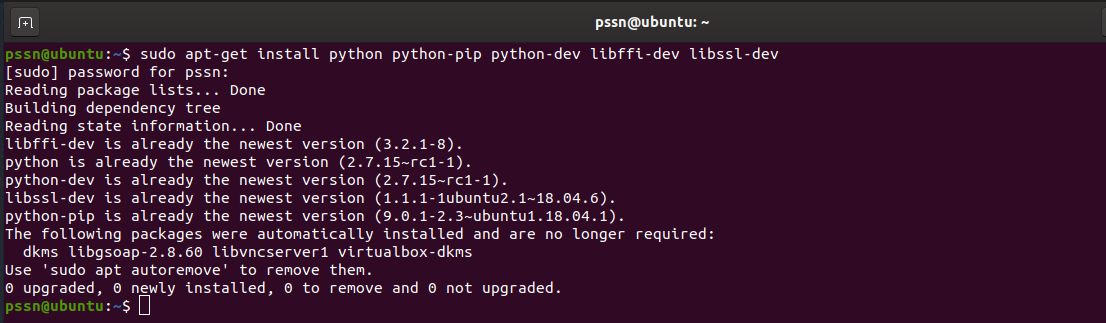 pssn@ubuntu: ~
pssn@ubuntu:~$ sudo apt-get install python python-pip python-dev libffi-dev libssl-dev
[sudo] password for pssn:
Reading package lists... Done
Building dependency tree
Reading state information... Done
libffi-dev is already the newest version (3.2.1-8).
python is already the newest version (2.7.15~rc1-1).
python-dev is already the newest version (2.7.15~rc1-1).
libssl-dev is already the newest version (1.1.1-1ubuntu2.1~18.04.6).
python-pip is already the newest version (9.0.1-2.3~ubuntu1.18.04.1).
The following packages were automatically installed and are no longer required:
  dkms libgsoap-2.8.60 libvncserver1 virtualbox-dkms
Use 'sudo apt autoremove' to remove them.
0 upgraded, 0 newly installed, 0 to remove and 0 not upgraded.
pssn@ubuntu:~$